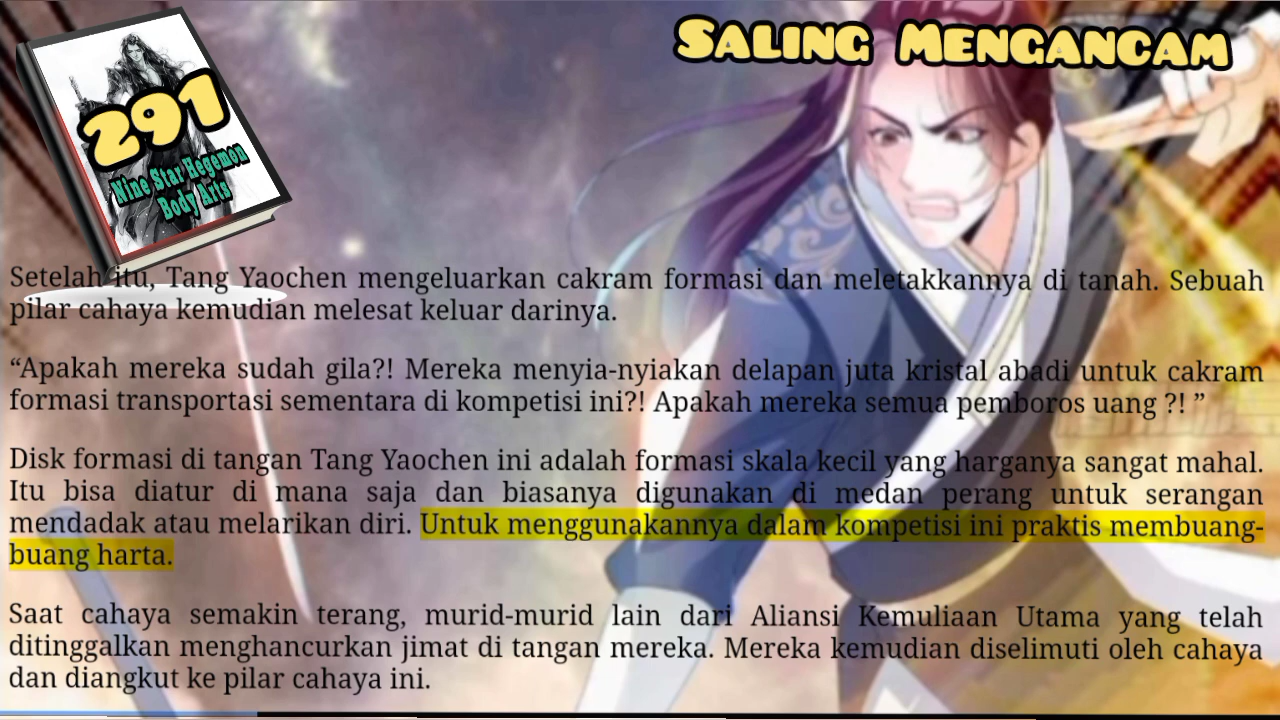 Saling Mengancam
291
Nine Star Hegemon
Body Arts
Setelah itu, Tang Yaochen mengeluarkan cakram formasi dan meletakkannya di tanah. Sebuah
pilar cahaya kemudian melesat keluar darinya.
“Apakah mereka sudah gila?! Mereka menyia-nyiakan delapan juta kristal abadi untuk cakram
formasi transportasi sementara di kompetisi ini?! Apakah mereka semua pemboros uang ?! ”
Disk formasi di tangan Tang Yaochen ini adalah formasi skala kecil yang harganya sangat mahal.
Itu bisa diatur di mana saja dan biasanya digunakan di medan perang untuk serangan
mendadak atau melarikan diri. Untuk menggunakannya dalam kompetisi ini praktis membuang-
buang harta.
Saat cahaya semakin terang, murid-murid lain dari Aliansi Kemuliaan Utama yang telah
ditinggalkan menghancurkan jimat di tangan mereka. Mereka kemudian diselimuti oleh cahaya
dan diangkut ke pilar cahaya ini.